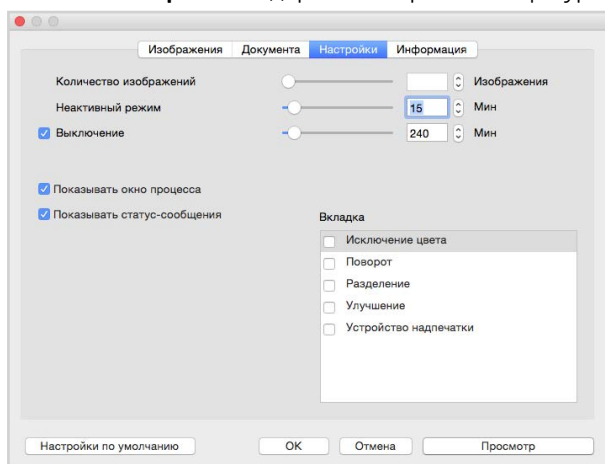 Изображения Документа Настройки Информация
Количество изображений Изображения
Неактивный режим 15 Мин
Выключение 240 Мин
Показывать окно процесса
Показывать статус-сообщения
Вкладка
Исключение цвета
Поворот
Разделение
Улучшение
Устройство надпечатки
Настройки по умолчанию OK Отмена Просмотр